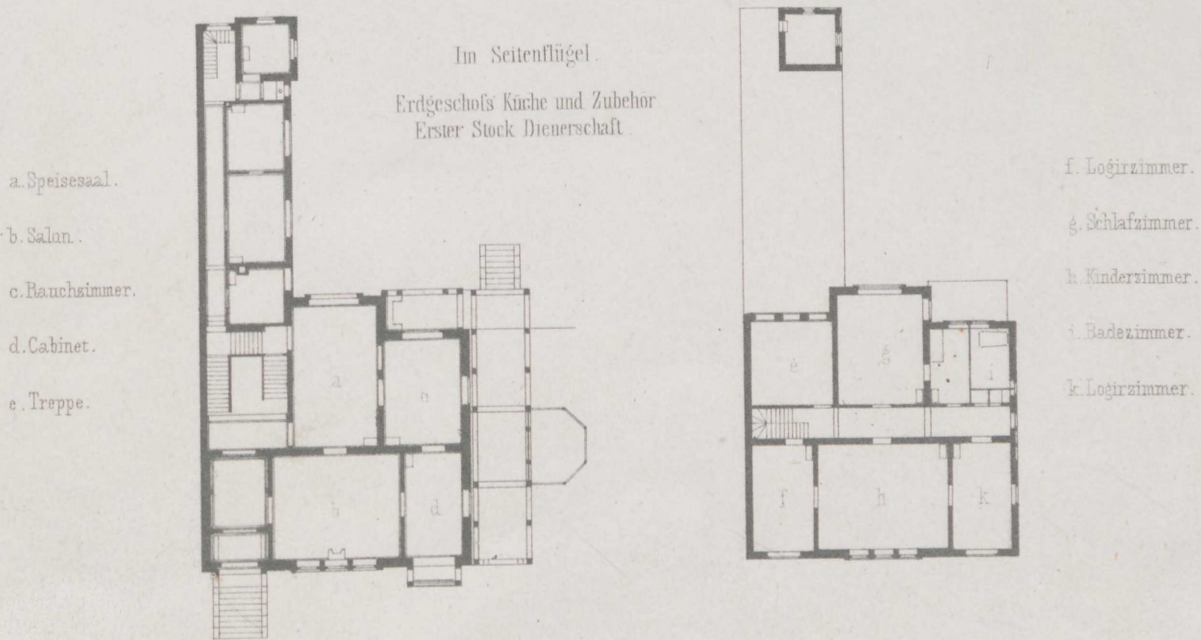 Im Seitenflügel.
Erdgeschofs Küche und Zubehör
Erster Stock Dienerschaft
a. Speisesaal.
b. Salon.
c. Rauchzimmer.
d. Cabinet.
e. Treppe.
f. Logirzimmer.
g. Schlafzimmer.
h. Kinderzimmer.
i. Badezimmer.
k. Logirzimmer.
a
b
d
e
g
i
f
h
k